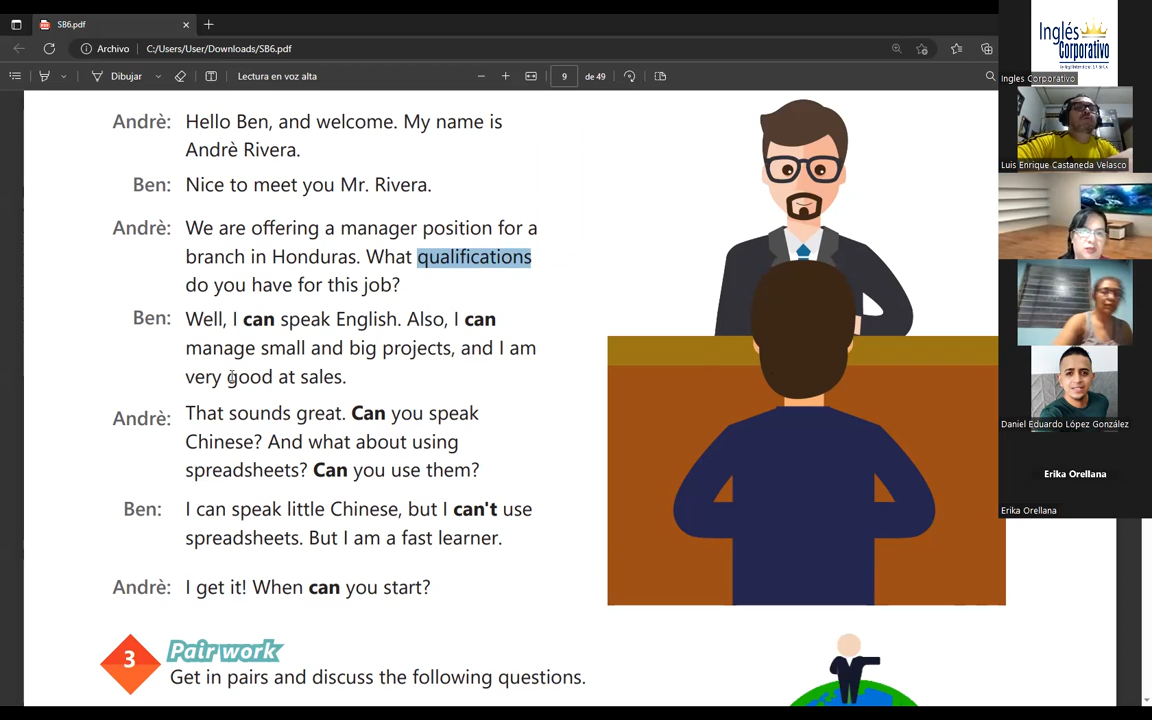 SB6.pdf
Archivo
C:/Users/User/Downloads/SB6.pdf
Dibujar
Lectura en voz alta
9
de 49
Andrè: Hello Ben, and welcome. My name is
Andrè Rivera.
Ben: Nice to meet you Mr. Rivera.
Andrè: We are offering a manager position for a
branch in Honduras. What qualifications
do you have for this job?
Ben: Well, I can speak English. Also, I can
manage small and big projects, and I am
very good at sales.
Andrè: That sounds great. Can you speak
Chinese? And what about using
spreadsheets? Can you use them?
Ben: I can speak little Chinese, but I can't use
spreadsheets. But I am a fast learner.
Andrè: I get it! When can you start?
3
Pair work
Get in pairs and discuss the following questions.
Inglés
Corporativo
Ingles Corporativo
Luis Enrique Castaneda Velasco
Daniel Eduardo López González
Erika Orellana
Erika Orellana